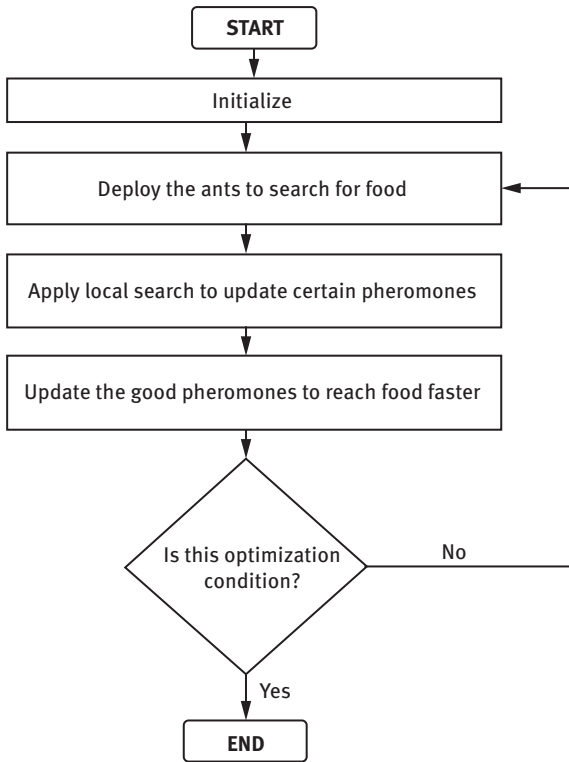 START
Initialize
Deploy the ants to search for food
Apply local search to update certain pheromones
Update the good pheromones to reach food faster
Is this optimization
condition?
No
Yes
END